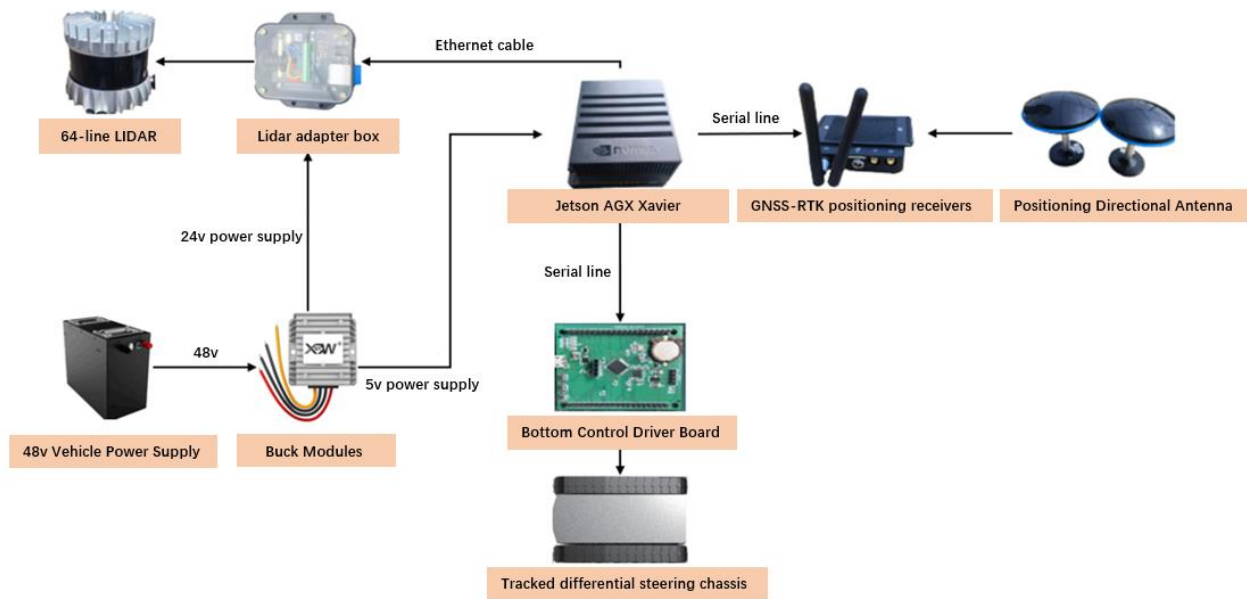 Ethernet cable
64-line LIDAR
Lidar adapter box
Serial line
nVIDIA
Jetson AGX Xavier
GNSS-RTK positioning receivers
Positioning Directional Antenna
24v power supply
Serial line
48v
5v power supply
48v Vehicle Power Supply
Buck Modules
Bottom Control Driver Board
Tracked differential steering chassis